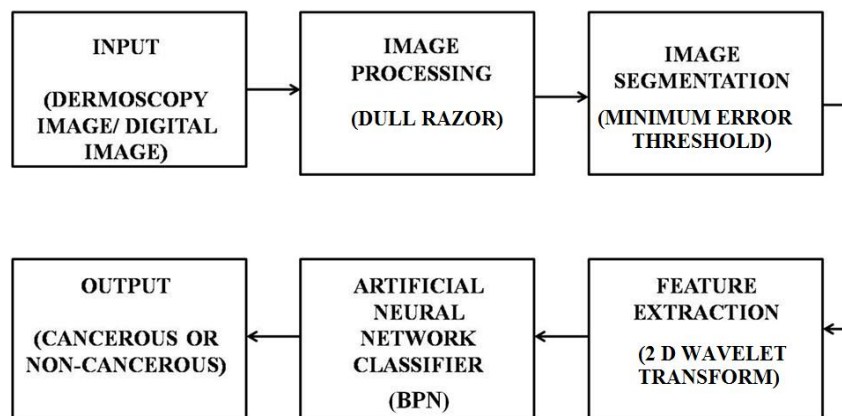 INPUT
(DERMOSCOPY
IMAGE/ DIGITAL
IMAGE)
IMAGE
PROCESSING
(DULL RAZOR)
IMAGE
SEGMENTATION
(MINIMUM ERROR
THRESHOLD)
FEATURE
EXTRACTION
(2 D WAVELET
TRANSFORM)
ARTIFICIAL
NEURAL
NETWORK
CLASSIFIER
(BPN)
OUTPUT
(CANCEROUS OR
NON-CANCEROUS)